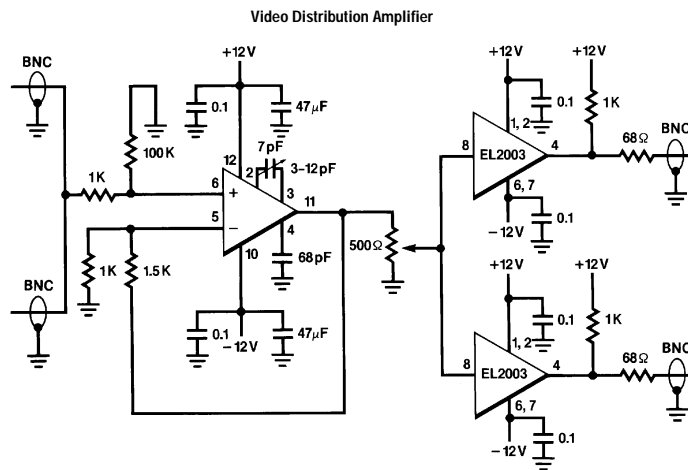 Video Distribution Amplifier
BNC
+12V
0.1
47μF
7pF
3–12pF
100K
1K
12
2
3
6
+
11
5
−
4
10
1K
1.5K
68pF
500Ω
BNC
0.1
−12V
47μF
+12V
+12V
0.1
1K
BNC
1, 2
8
EL2003
4
68Ω
6, 7
0.1
−12V
+12V
+12V
0.1
1K
BNC
1, 2
8
EL2003
4
68Ω
6, 7
−12V
0.1